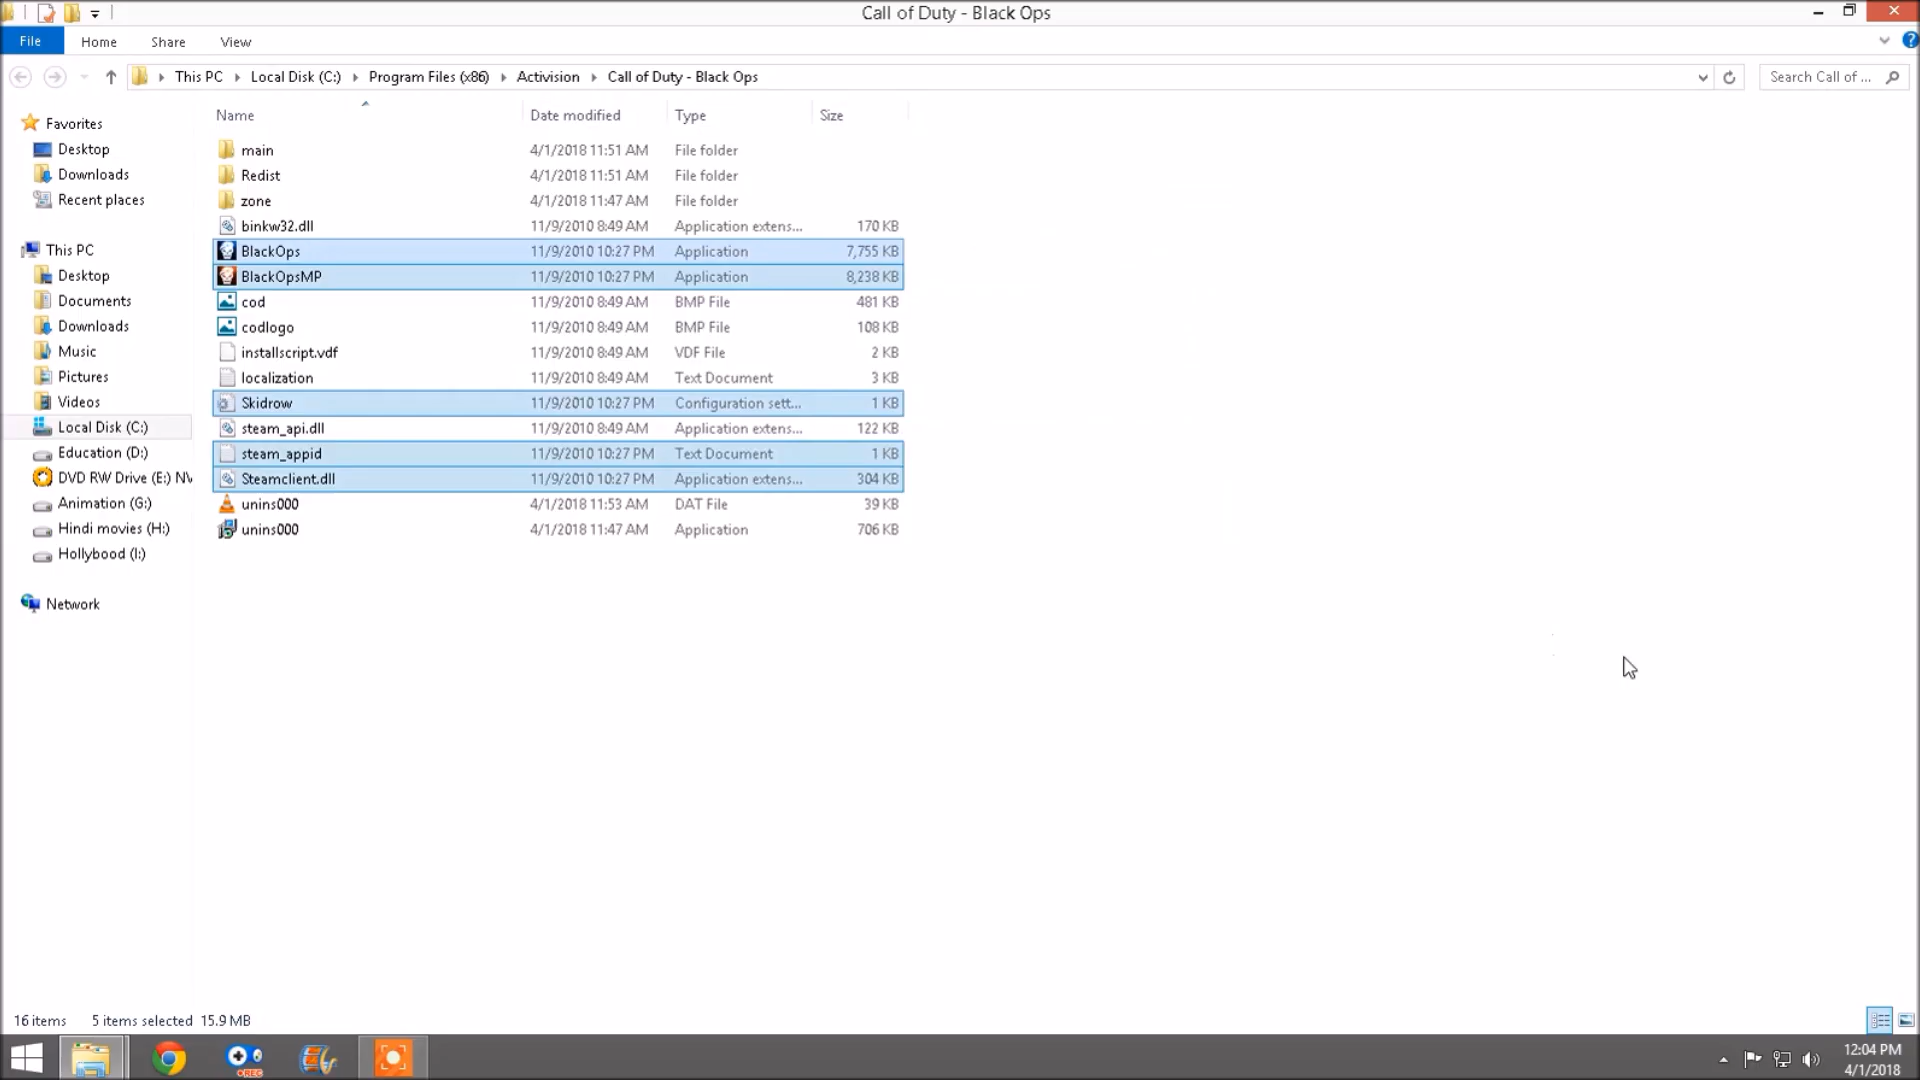 Call of Duty - Black Ops
File Home Share View
This PC Local Disk (C:) Program Files (x86) Activision Call of Duty - Black Ops Search Call of ...
Name Date modified Type Size
Favorites
Desktop
Downloads
Recent places
This PC
Desktop
Documents
Downloads
Music
Pictures
Videos
Local Disk (C:)
Education (D:)
DVD RW Drive (E:) NV
Animation (G:)
Hindi movies (H:)
Hollybood (I:)
Network
main 4/1/2018 11:51 AM File folder
Redist 4/1/2018 11:51 AM File folder
zone 4/1/2018 11:47 AM File folder
binkw32.dll 11/9/2010 8:49 AM Application extens... 170 KB
BlackOps 11/9/2010 10:27 PM Application 7,755 KB
BlackOpsMP 11/9/2010 10:27 PM Application 8,238 KB
cod 11/9/2010 8:49 AM BMP File 481 KB
codlogo 11/9/2010 8:49 AM BMP File 108 KB
installscript.vdf 11/9/2010 8:49 AM VDF File 2 KB
localization 11/9/2010 8:49 AM Text Document 3 KB
Skidrow 11/9/2010 10:27 PM Configuration sett... 1 KB
steam_api.dll 11/9/2010 8:49 AM Application extens... 122 KB
steam_appid 11/9/2010 10:27 PM Text Document 1 KB
Steamclient.dll 11/9/2010 10:27 PM Application extens... 304 KB
unins000 4/1/2018 11:53 AM DAT File 39 KB
unins000 4/1/2018 11:47 AM Application 706 KB
16 items 5 items selected 15.9 MB
REC
12:04 PM
4/1/2018